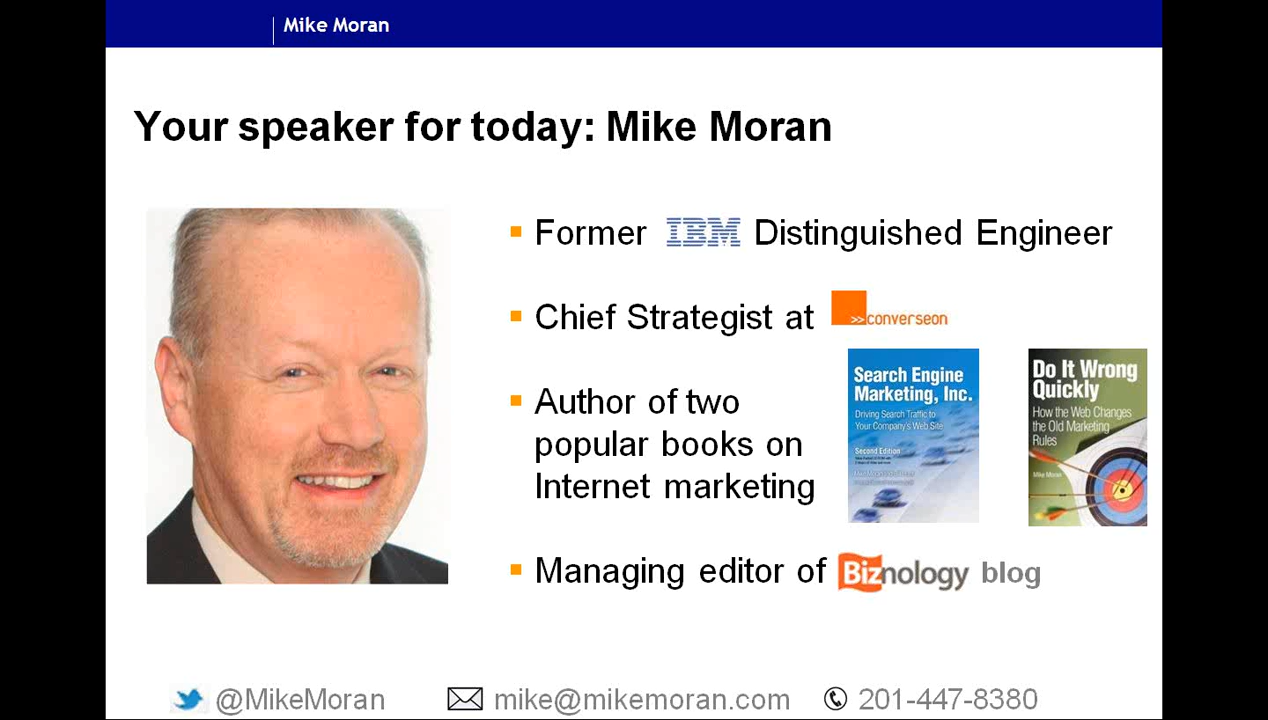 Mike Moran
Your speaker for today: Mike Moran
Former IBM Distinguished Engineer
Chief Strategist at >>converseon
Author of two
popular books on
Internet marketing
Search Engine
Marketing, Inc.
Driving Search Traffic to
Your Company's Web Site
Second Edition
Do It Wrong
Quickly
How the Web Changes
the Old Marketing
Rules
Mike Moran
Managing editor of Biznology blog
@MikeMoran mike@mikemoran.com 201-447-8380